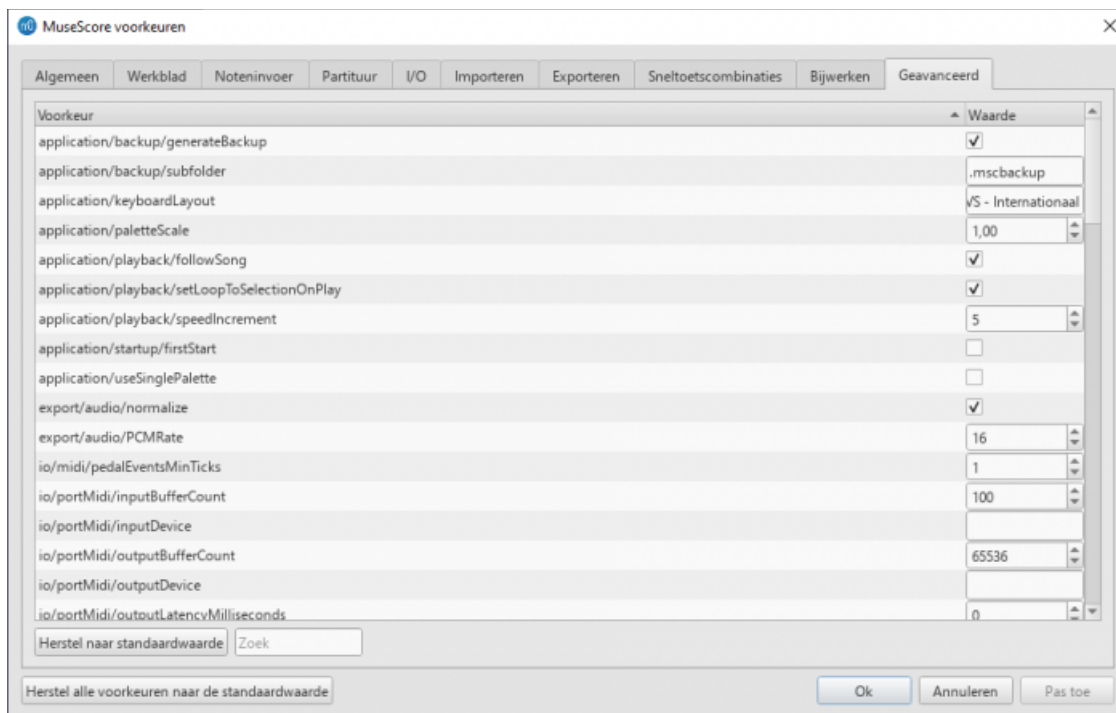 MuseScore voorkeuren
Algemeen Werkblad Noteninvoer Partituur I/O Importeren Exporteren Sneltoetscombinaties Bijwerken Geavanceerd
Voorkeur Waarde
application/backup/generateBackup
application/backup/subfolder .mscbackup
application/keyboardLayout VS - Internationaal
application/paletteScale 1,00
application/playback/followSong
application/playback/setLoopToSelectionOnPlay
application/playback/speedIncrement 5
application/startup/firstStart
application/useSinglePalette
export/audio/normalize
export/audio/PCMRate 16
io/midi/pedalEventsMinTicks 1
io/portMidi/inputBufferCount 100
io/portMidi/inputDevice
io/portMidi/outputBufferCount 65536
io/portMidi/outputDevice
io/portMidi/outputLatencyMilliseconds 0
Herstel naar standaardwaarde Zoek
Herstel alle voorkeuren naar de standaardwaarde Ok Annuleren Pas toe